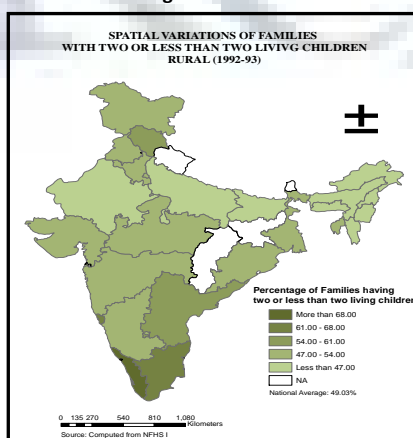 SPATIAL VARIATIONS OF FAMILIES
WITH TWO OR LESS THAN TWO LIVIVG CHILDREN
RURAL (1992-93)
Percentage of Families having
two or less than two living children
More than 68.00
61.00 - 68.00
54.00 - 61.00
47.00 - 54.00
Less than 47.00
NA
National Average: 49.03%
0 135 270 540 810 1,080
Kilometers
Source: Computed from NFHS I